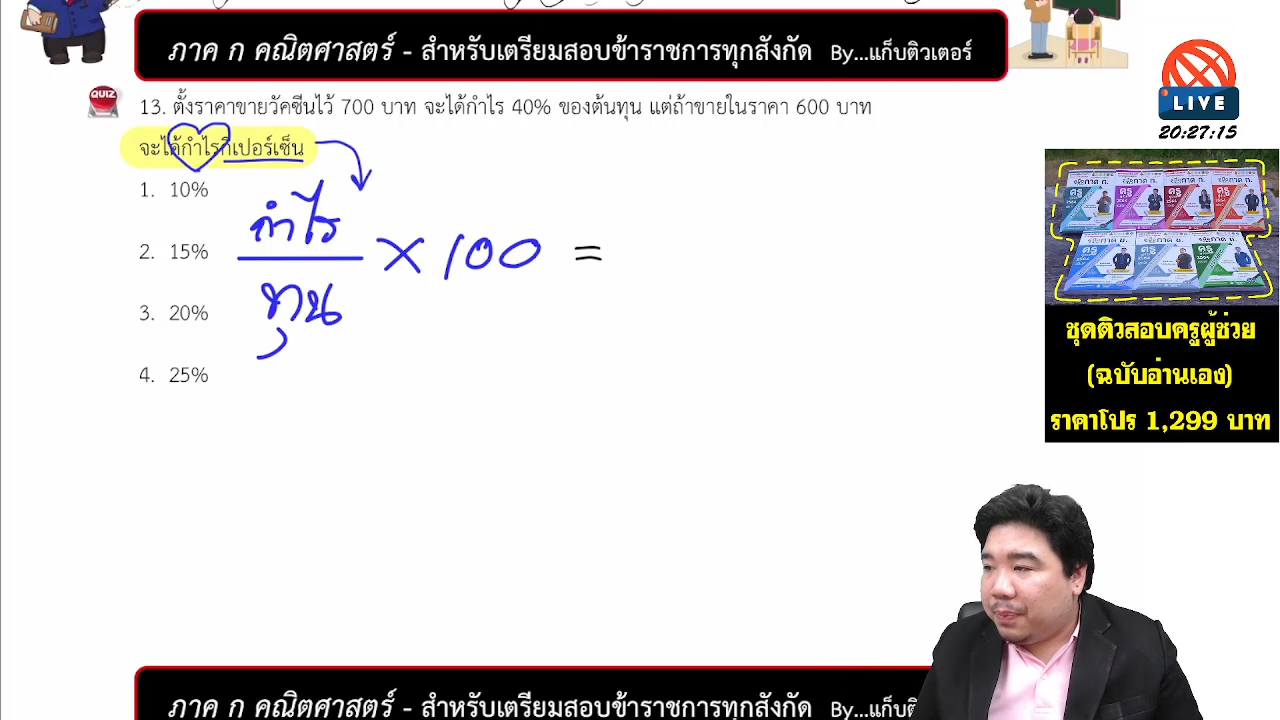 ภาค ก คณิตศาสตร์ - สำหรับเตรียมสอบข้าราชการทุกสังกัด By...แก็บติวเตอร์
QUIZ
13. ตั้งราคาขายวัคซีนไว้ 700 บาท จะได้กำไร 40% ของต้นทุน แต่ถ้าขายในราคา 600 บาท
จะได้กำไรกี่เปอร์เซ็น
1. 10%
2. 15%
3. 20%
4. 25%
กำไร
ทุน
× 100 =
LIVE
20:27:15
ชุดติวสอบครูผู้ช่วย
(ฉบับอ่านเอง)
ราคาโปร 1,299 บาท
ภาค ก คณิตศาสตร์ - สำหรับเตรียมสอบข้าราชการทุกสังกัด By...แก็บติ